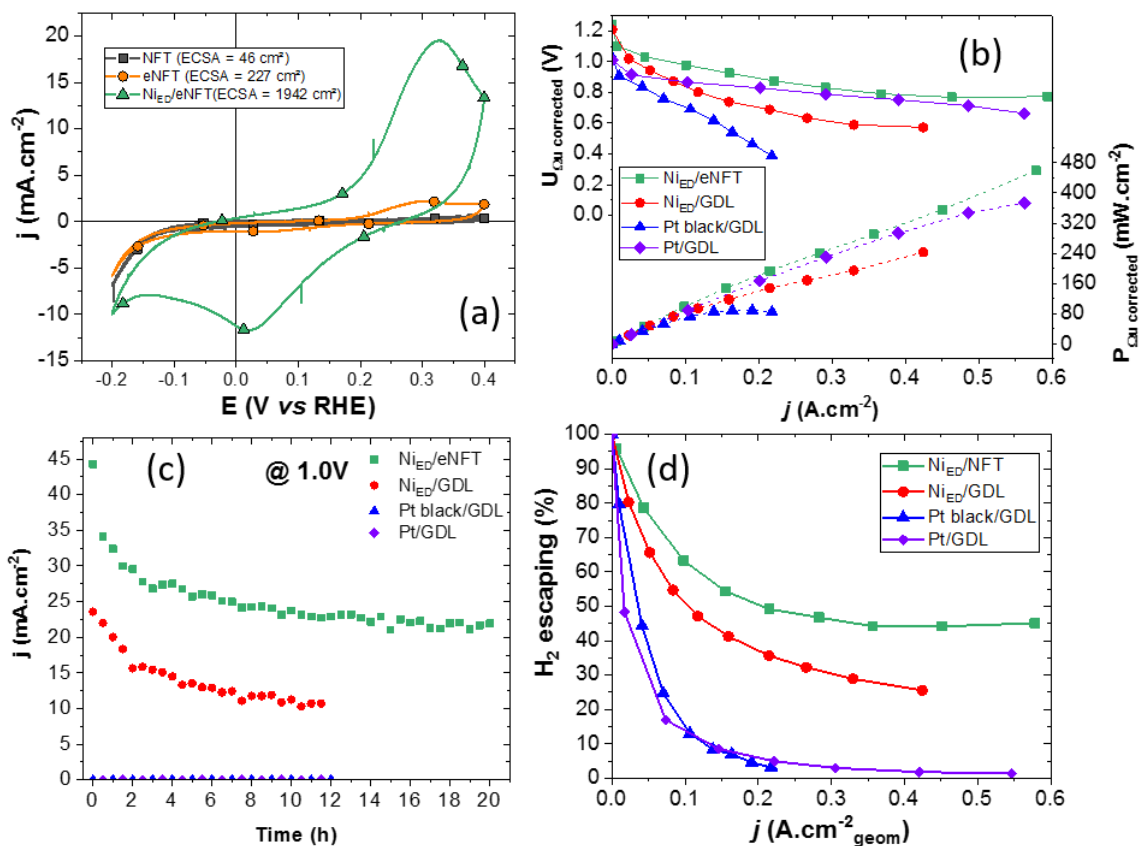 (a)
NFT (ECSA = 46 cm²)
eNFT (ECSA = 227 cm²)
Ni_ED/eNFT(ECSA = 1942 cm²)
j (mA.cm⁻²)
20
15
10
5
0
-5
-10
-15
-0.2 -0.1 0.0 0.1 0.2 0.3 0.4
E (V vs RHE)
(b)
U_Ωu corrected (V)
1.2
1.0
0.8
0.6
0.4
0.2
0.0
Ni_ED/eNFT
Ni_ED/GDL
Pt black/GDL
Pt/GDL
480
400
320
240
160
80
0
P_Ωu corrected (mW.cm⁻²)
0.0 0.1 0.2 0.3 0.4 0.5 0.6
j (A.cm⁻²)
(c)
@ 1.0V
Ni_ED/eNFT
Ni_ED/GDL
Pt black/GDL
Pt/GDL
j (mA.cm⁻²)
45
40
35
30
25
20
15
10
5
0
0 2 4 6 8 10 12 14 16 18 20
Time (h)
(d)
Ni_ED/NFT
Ni_ED/GDL
Pt black/GDL
Pt/GDL
H₂ escaping (%)
100
90
80
70
60
50
40
30
20
10
0
0.0 0.1 0.2 0.3 0.4 0.5 0.6
j (A.cm⁻²_geom)